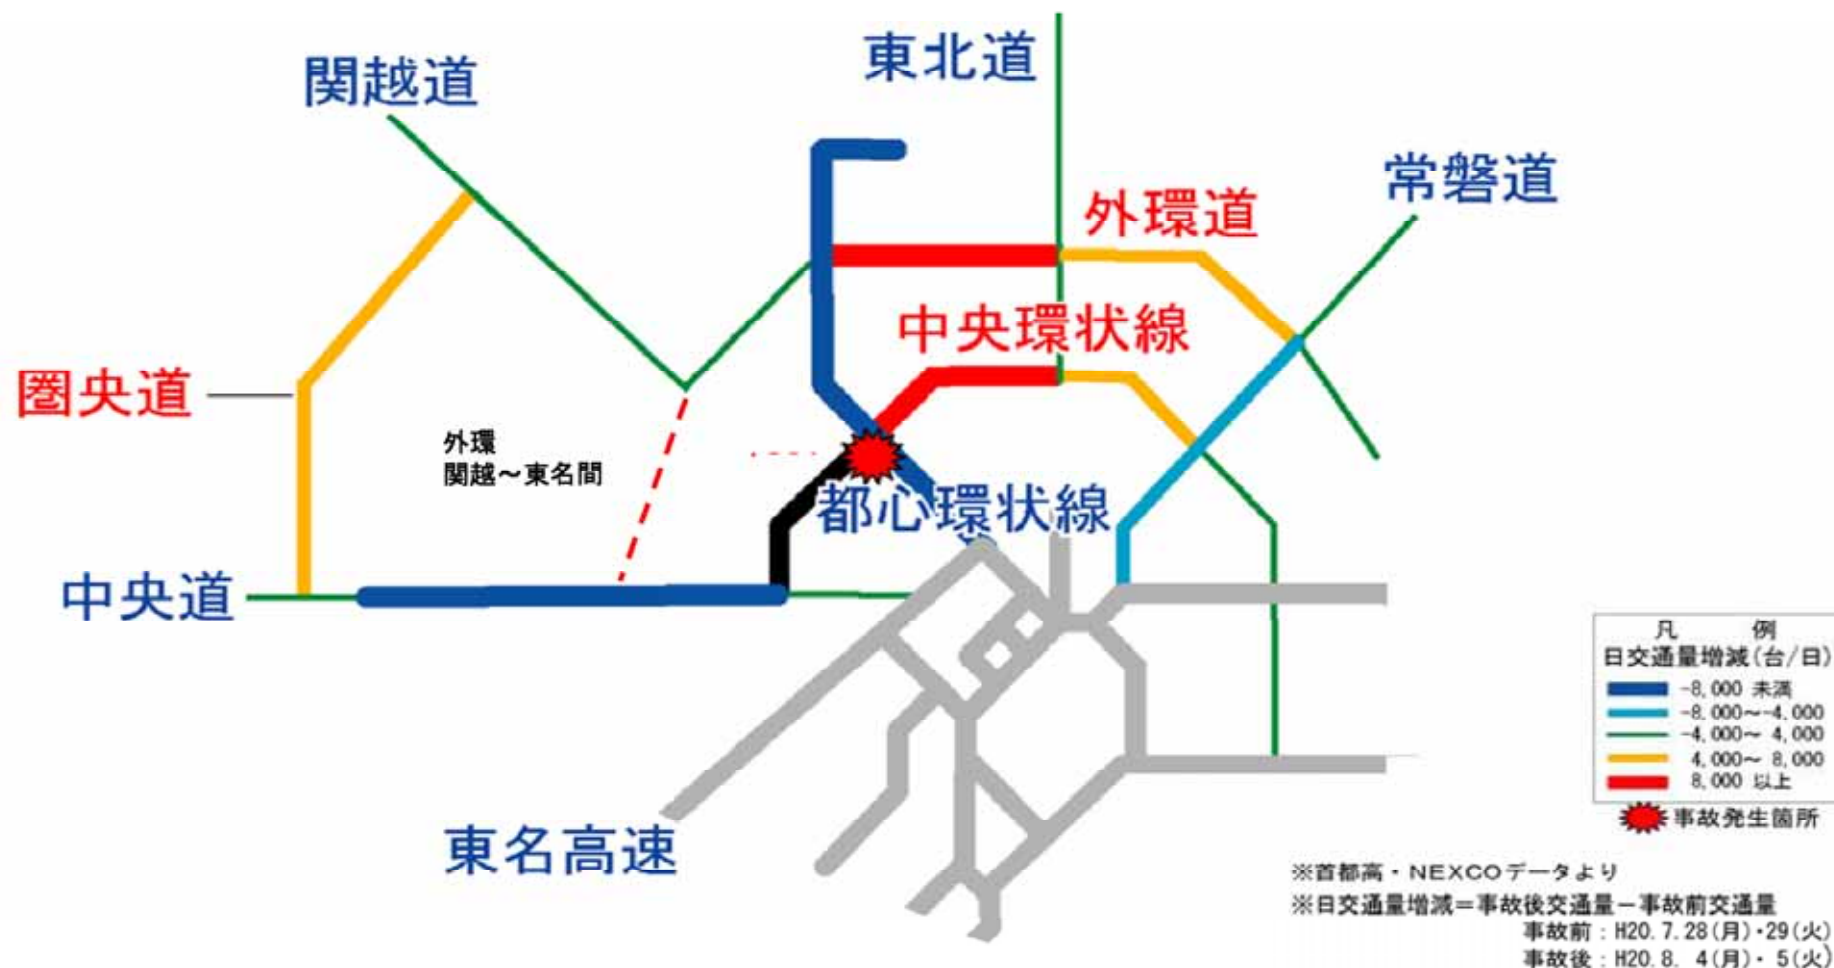 東北道
関越道
常磐道
外環道
中央環状線
圏央道
外環
関越～東名間
都心環状線
中央道
東名高速
凡 例
日交通量増減(台/日)
-8,000 未満
-8,000～-4,000
-4,000～ 4,000
4,000～ 8,000
8,000 以上
事故発生箇所
※首都高・NEXCOデータより
※日交通量増減＝事故後交通量－事故前交通量
事故前：H20.7.28(月)・29(火)
事故後：H20.8. 4(月)・ 5(火)